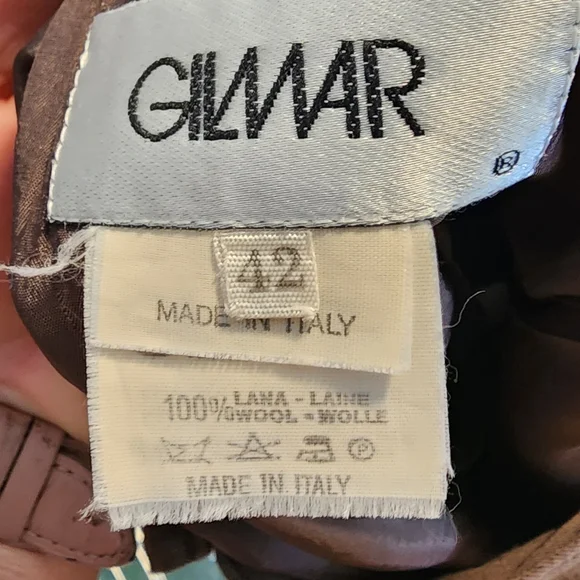 GILMAR
®
42
MADE IN ITALY
100% LANA - LAINE
WOOL - WOLLE
P
MADE IN ITALY